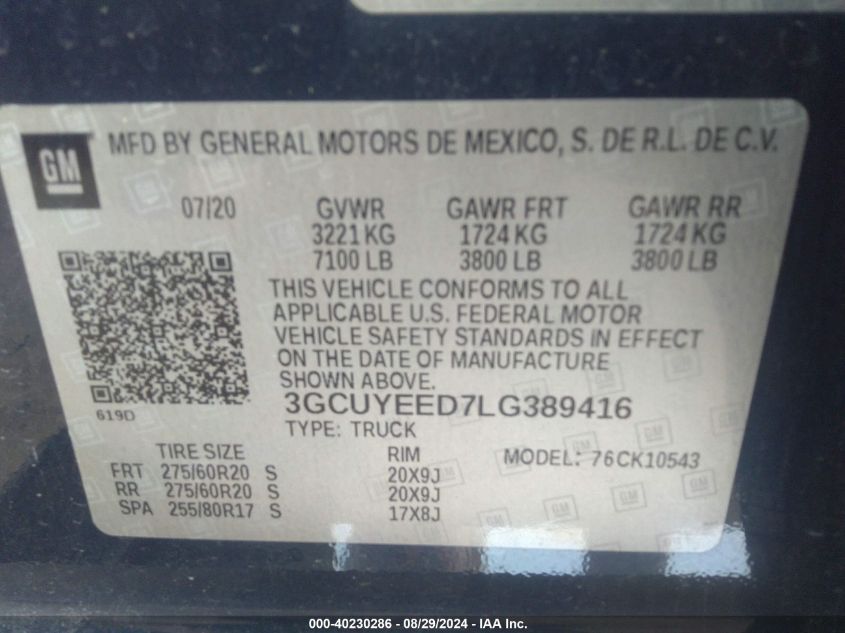 GM MFD BY GENERAL MOTORS DE MEXICO, S. DE R.L. DE C.V.
07/20 GVWR GAWR FRT GAWR RR
3221 KG 1724 KG 1724 KG
7100 LB 3800 LB 3800 LB
THIS VEHICLE CONFORMS TO ALL
APPLICABLE U.S. FEDERAL MOTOR
VEHICLE SAFETY STANDARDS IN EFFECT
ON THE DATE OF MANUFACTURE
SHOWN ABOVE.
619D 3GCUYEED7LG389416
TYPE: TRUCK
TIRE SIZE RIM MODEL: 76CK10543
FRT 275/60R20 S 20X9J
RR 275/60R20 S 20X9J
SPA 255/80R17 S 17X8J
000-40230286 - 08/29/2024 - IAA Inc.